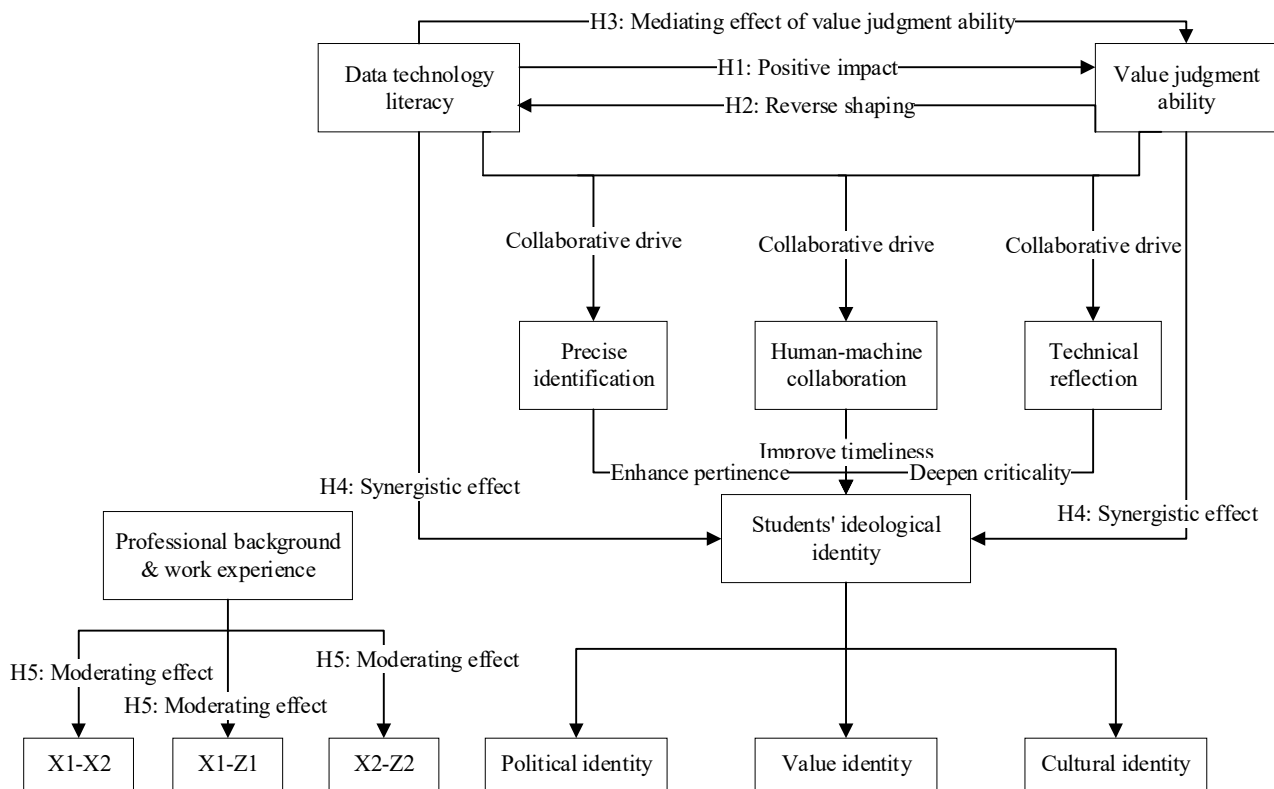 H3: Mediating effect of value judgment ability
Data technology
literacy
H1: Positive impact
Value judgment
ability
H2: Reverse shaping
Collaborative drive
Collaborative drive
Collaborative drive
Precise
identification
Human-machine
collaboration
Technical
reflection
Improve timeliness
Enhance pertinence
Deepen criticality
H4: Synergistic effect
H4: Synergistic effect
Students' ideological
identity
Professional background
& work experience
H5: Moderating effect
H5: Moderating effect
H5: Moderating effect
X1-X2
X1-Z1
X2-Z2
Political identity
Value identity
Cultural identity